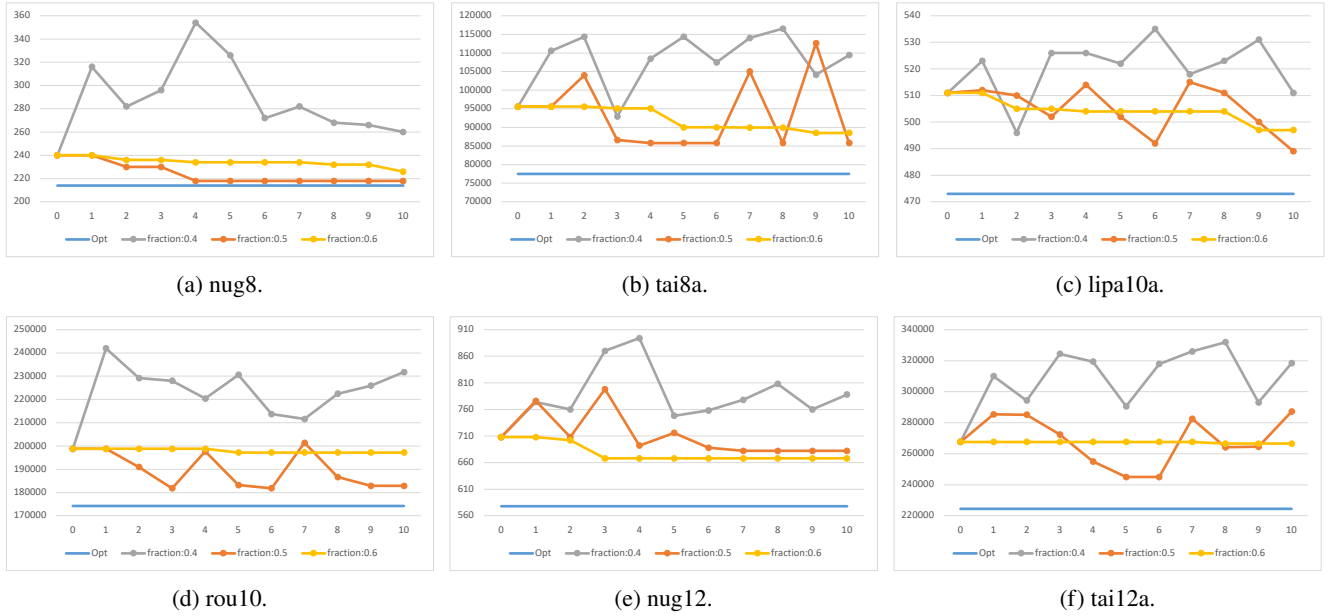 360
340
320
300
280
260
240
220
200
0 1 2 3 4 5 6 7 8 9 10
Opt fraction:0.4 fraction:0.5 fraction:0.6
(a) nug8.
120000
115000
110000
105000
100000
95000
90000
85000
80000
75000
70000
0 1 2 3 4 5 6 7 8 9 10
Opt fraction:0.4 fraction:0.5 fraction:0.6
(b) tai8a.
540
530
520
510
500
490
480
470
0 1 2 3 4 5 6 7 8 9 10
Opt fraction:0.4 fraction:0.5 fraction:0.6
(c) lipa10a.
250000
240000
230000
220000
210000
200000
190000
180000
170000
0 1 2 3 4 5 6 7 8 9 10
Opt fraction:0.4 fraction:0.5 fraction:0.6
(d) rou10.
910
860
810
760
710
660
610
560
0 1 2 3 4 5 6 7 8 9 10
Opt fraction:0.4 fraction:0.5 fraction:0.6
(e) nug12.
340000
320000
300000
280000
260000
240000
220000
0 1 2 3 4 5 6 7 8 9 10
Opt fraction:0.4 fraction:0.5 fraction:0.6
(f) tai12a.